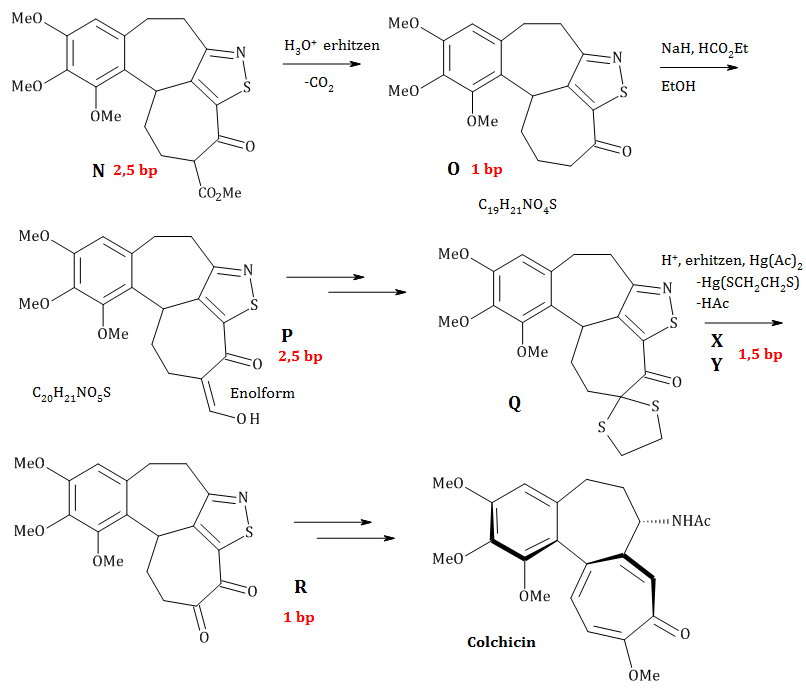 MeO
MeO
OMe
N
S
O
CO₂Me
N 2,5 bp
H₃O⁺ erhitzen
-CO₂
MeO
MeO
OMe
N
S
O
O 1 bp
C₁₉H₂₁NO₄S
NaH, HCO₂Et
EtOH
MeO
MeO
OMe
N
S
O
OH
P
2,5 bp
C₂₀H₂₁NO₅S
Enolform
MeO
MeO
OMe
N
S
O
S
S
Q
H⁺, erhitzen, Hg(Ac)₂
-Hg(SCH₂CH₂S)
-HAc
X
Y 1,5 bp
MeO
MeO
OMe
N
S
O
O
R
1 bp
MeO
MeO
OMe
NHAc
O
OMe
Colchicin